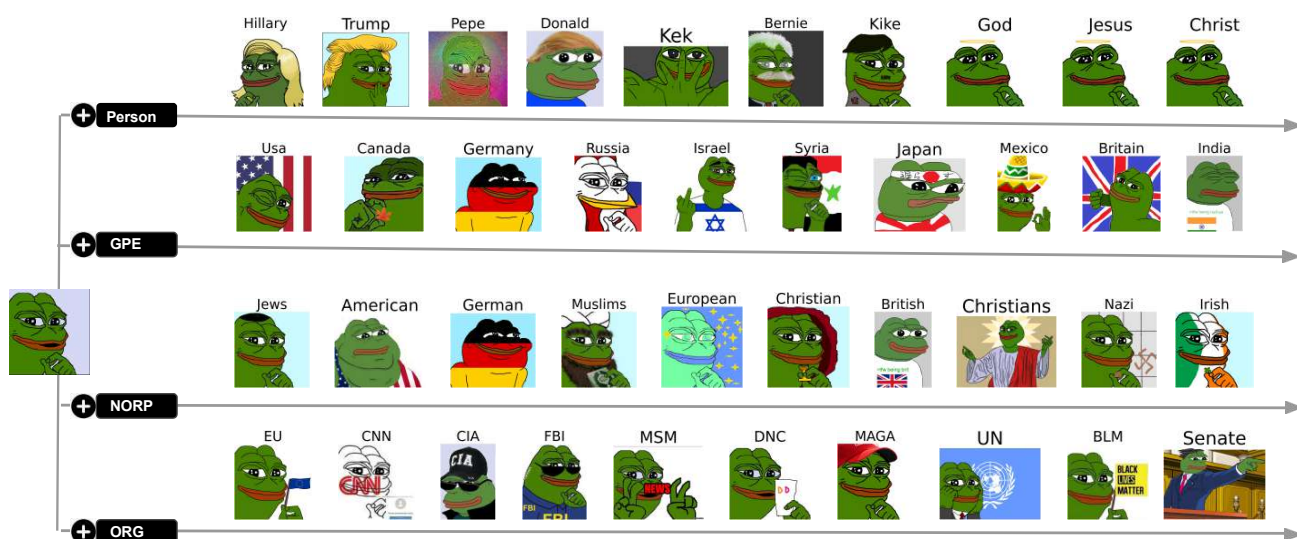 Hillary Trump Pepe Donald Kek Bernie Kike God Jesus Christ
Person
Usa Canada Germany Russia Israel Syria Japan Mexico Britain India
GPE
Jews American German Muslims European Christian British Christians Nazi Irish
NORP
EU CNN CIA FBI MSM DNC MAGA UN BLM Senate
CNN
CIA
FBI
FBI
NEWS
D D
BLACK
LIVES
MATTER
ORG